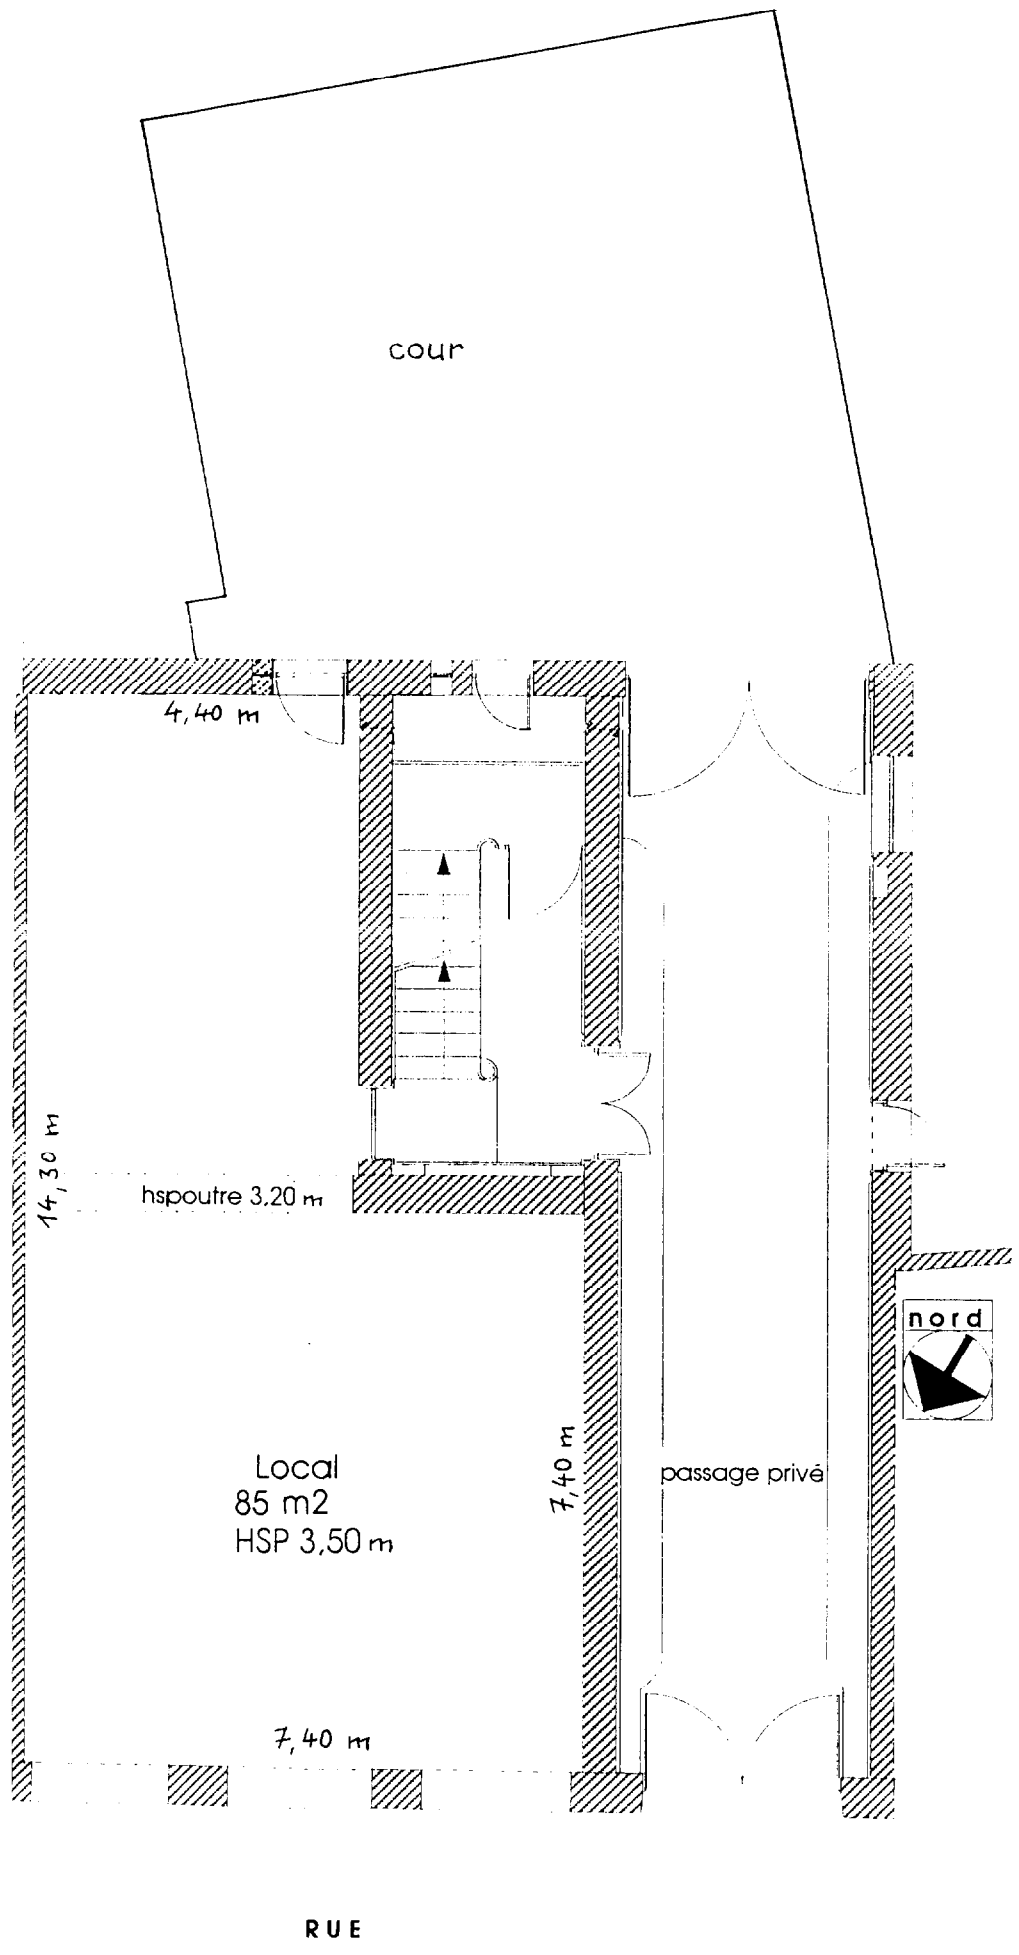 cour
4,40 m
14,30 m
hspoutre 3.20 m
nord
Local
85 m2
HSP 3,50 m
7,40 m
passage privé
7,40 m
RUE